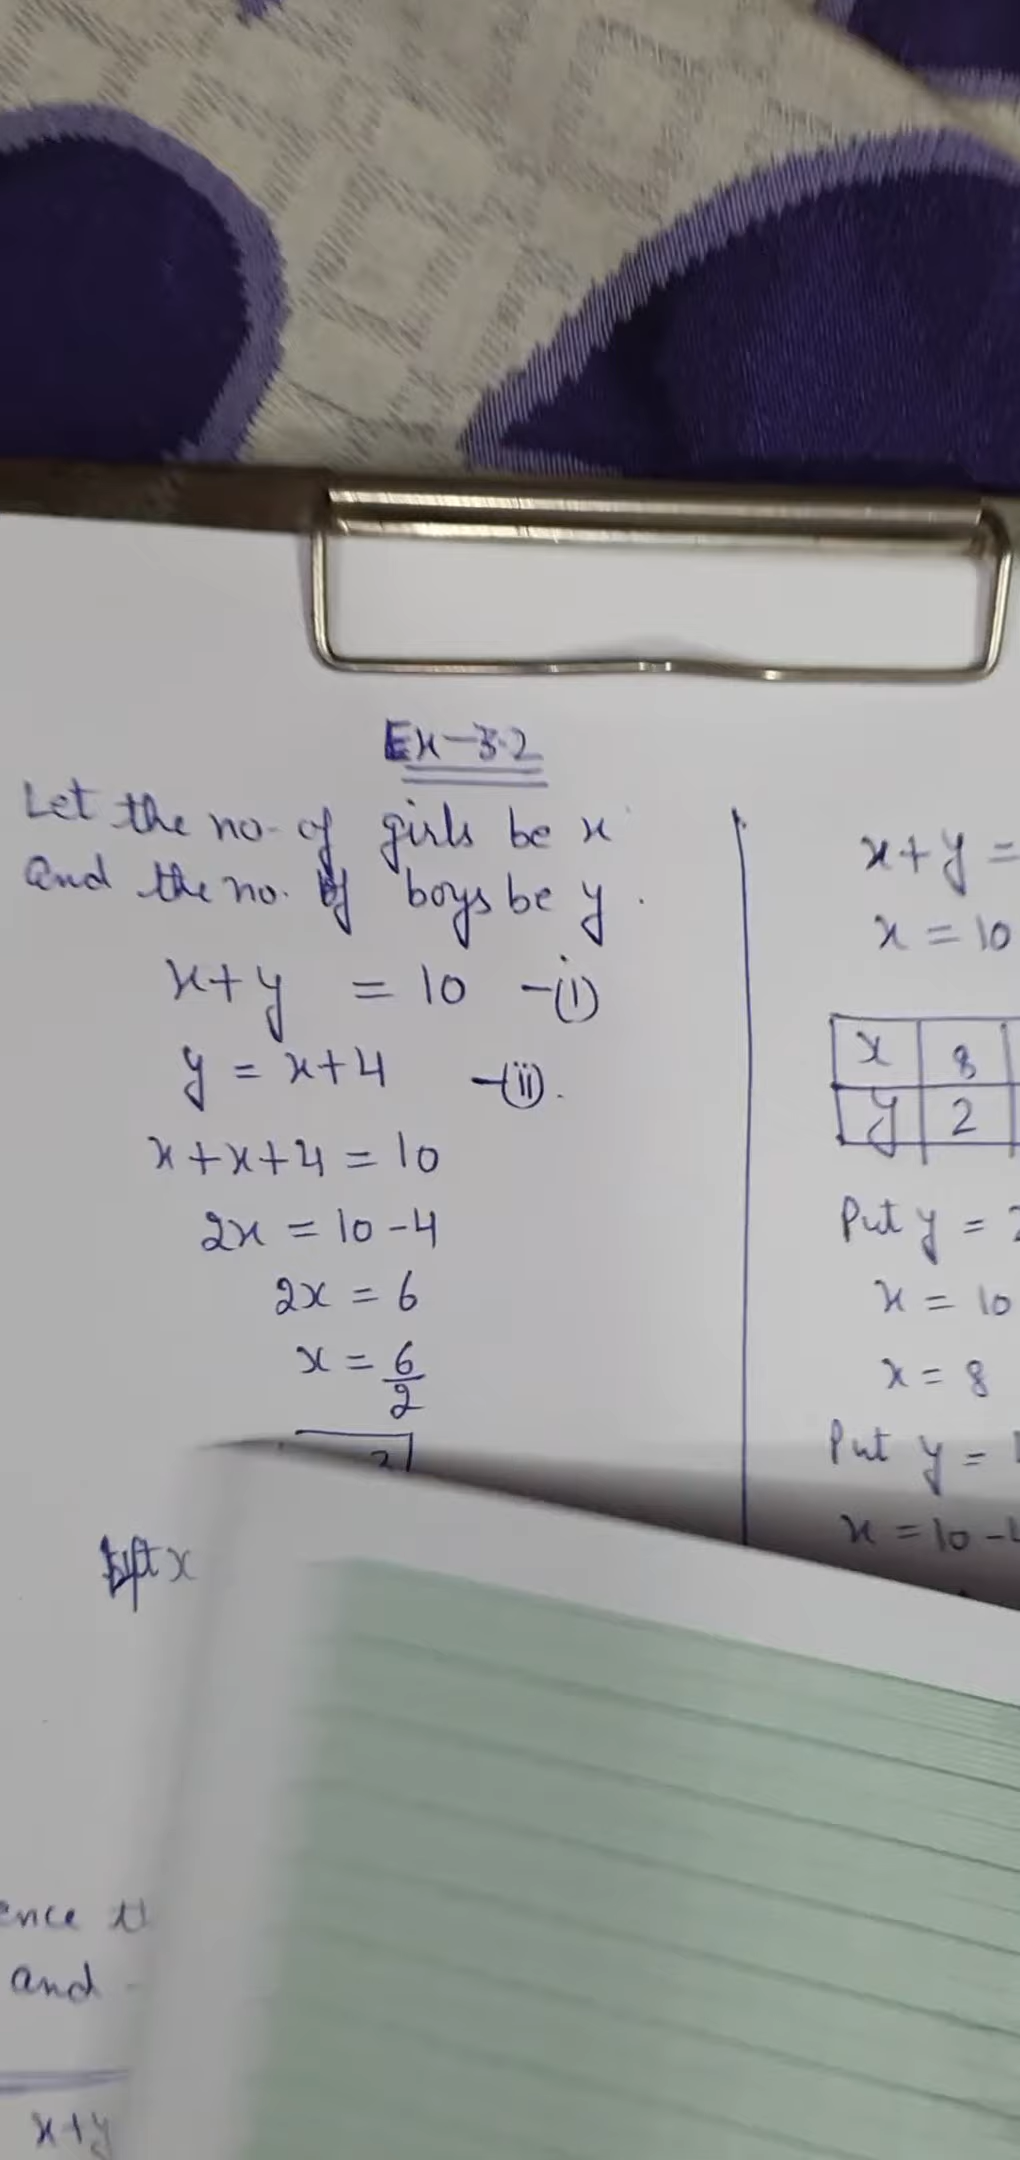 Ex-3.2
Let the no. of girls be x
and the no. of boys be y.
x+y = 10 -(i)
y = x+4 -(ii).
x+x+4 = 10
2x = 10-4
2x = 6
x = 6/2
x
and
x+y
x+y =
x = 10
x 8
y 2
Put y =
x = 10
x = 8
Put y =
x = 10-